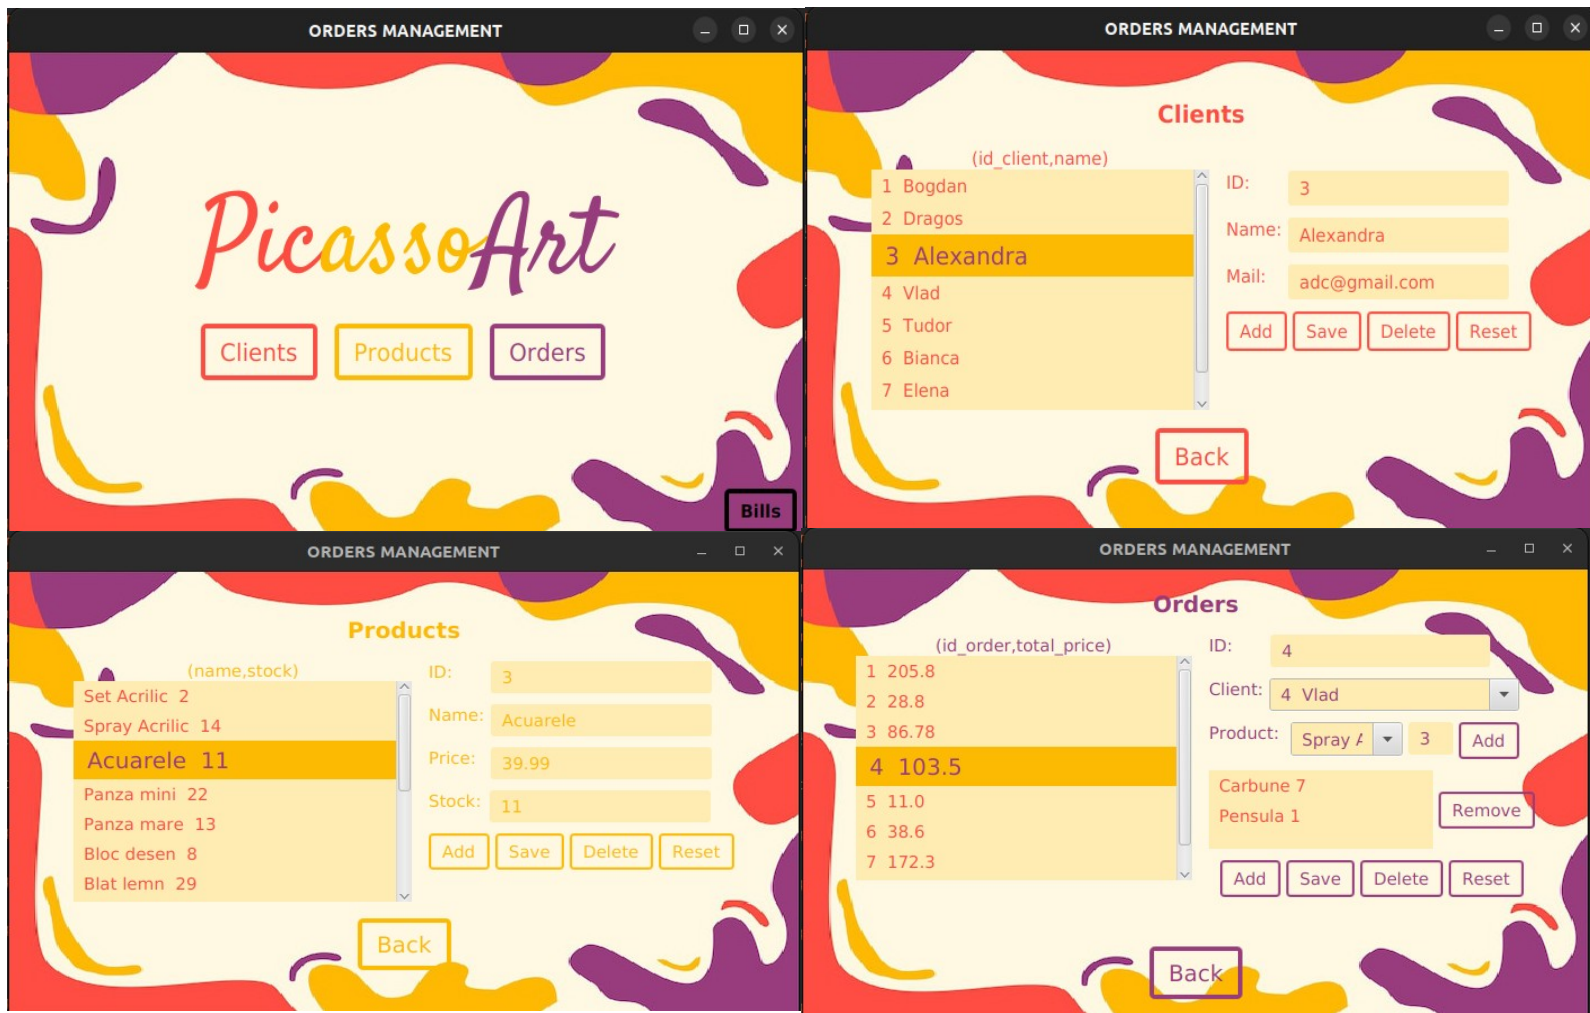 ORDERS MANAGEMENT
PicassoArt
Clients
Products
Orders
Bills
ORDERS MANAGEMENT
Clients
(id_client,name)
1 Bogdan
2 Dragos
3 Alexandra
4 Vlad
5 Tudor
6 Bianca
7 Elena
ID: 3
Name: Alexandra
Mail: adc@gmail.com
Add Save Delete Reset
Back
ORDERS MANAGEMENT
Products
(name,stock)
Set Acrilic 2
Spray Acrilic 14
Acuarele 11
Panza mini 22
Panza mare 13
Bloc desen 8
Blat lemn 29
ID: 3
Name: Acuarele
Price: 39.99
Stock: 11
Add Save Delete Reset
Back
ORDERS MANAGEMENT
Orders
(id_order,total_price)
1 205.8
2 28.8
3 86.78
4 103.5
5 11.0
6 38.6
7 172.3
ID: 4
Client: 4 Vlad
Product: Spray A 3 Add
Carbune 7
Pensula 1
Remove
Add Save Delete Reset
Back